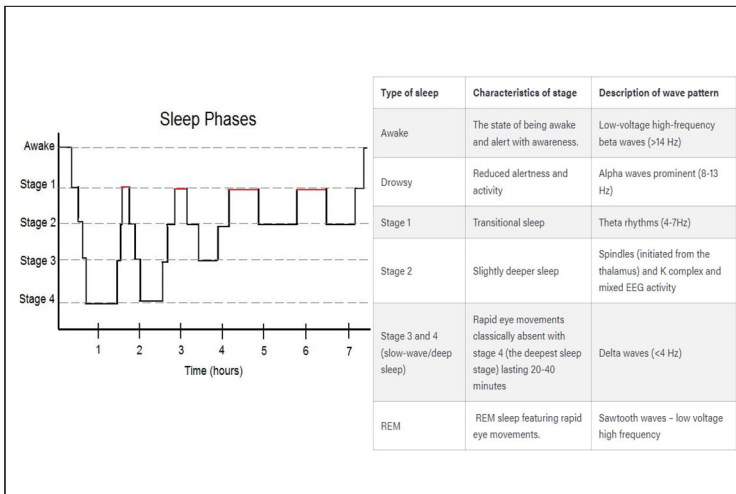 Sleep Phases
Awake
Stage 1
Stage 2
Stage 3
Stage 4
1 2 3 4 5 6 7
Time (hours)
Type of sleep Characteristics of stage Description of wave pattern
Awake
The state of being awake
and alert with awareness.
Low-voltage high-frequency
beta waves (>14 Hz)
Drowsy
Reduced alertness and
activity
Alpha waves prominent (8-13
Hz)
Stage 1
Transitional sleep
Theta rhythms (4-7Hz)
Stage 2
Slightly deeper sleep
Spindles (initiated from the
thalamus) and K complex and
mixed EEG activity
Stage 3 and 4
(slow-wave/deep
sleep)
Rapid eye movements
classically absent with
stage 4 (the deepest sleep
stage) lasting 20-40
minutes
Delta waves (<4 Hz)
REM
REM sleep featuring rapid
eye movements.
Sawtooth waves – low voltage
high frequency